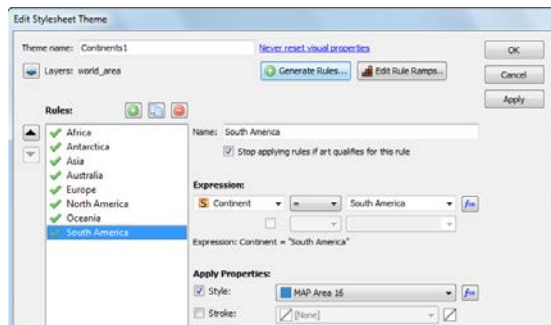 Edit Stylesheet Theme
Theme name: Continents1 Never reset visual properties OK
Layers: world_area Generate Rules... Edit Rule Ramps.. Cancel
Apply
Rules:
Africa Name: South America
Antarctica Stop applying rules if art qualifies for this rule
Asia
Australia Expression:
Europe
North America S Continent = South America fx
Oceania
South America
Expression: Continent = "South America"
Apply Properties:
Style: MAP Area 16 fx
Stroke: [None]